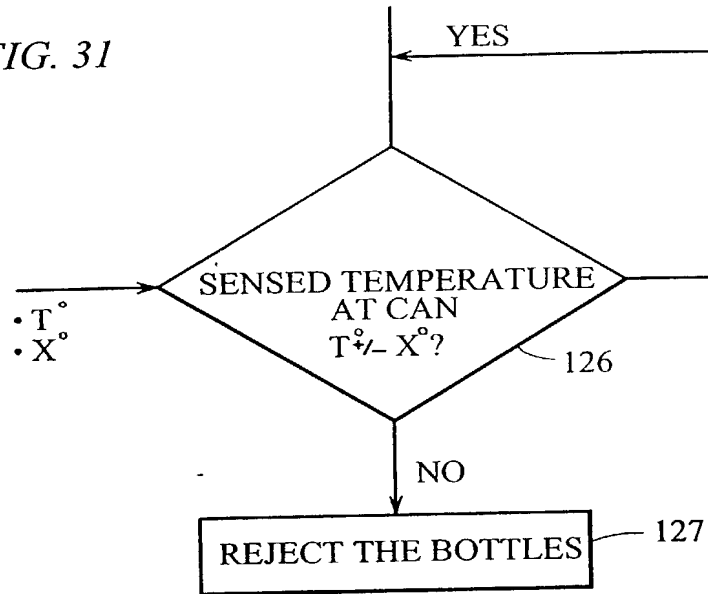 FIG. 31
YES
SENSED TEMPERATURE
AT CAN
T° +/- X°?
• T°
• X°
126
NO
REJECT THE BOTTLES
127